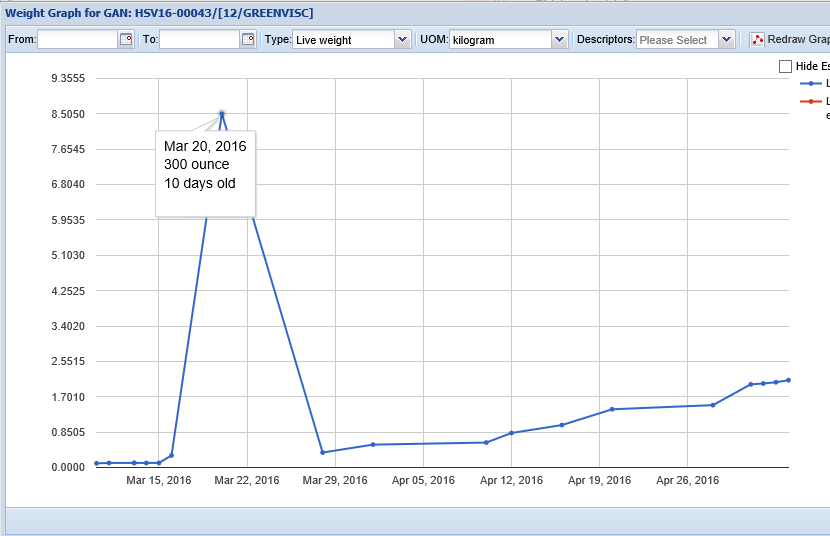 Weight Graph for GAN: HSV16-00043/[12/GREENVISC]
From: To: Type: Live weight UOM: kilogram Descriptors: Please Select Redraw Grap
Hide Es
9.3555
L
8.5050
L
e
7.6545
Mar 20, 2016
300 ounce
10 days old
6.8040
5.9535
5.1030
4.2525
3.4020
2.5515
1.7010
0.8505
0.0000
Mar 15, 2016 Mar 22, 2016 Mar 29, 2016 Apr 05, 2016 Apr 12, 2016 Apr 19, 2016 Apr 26, 2016